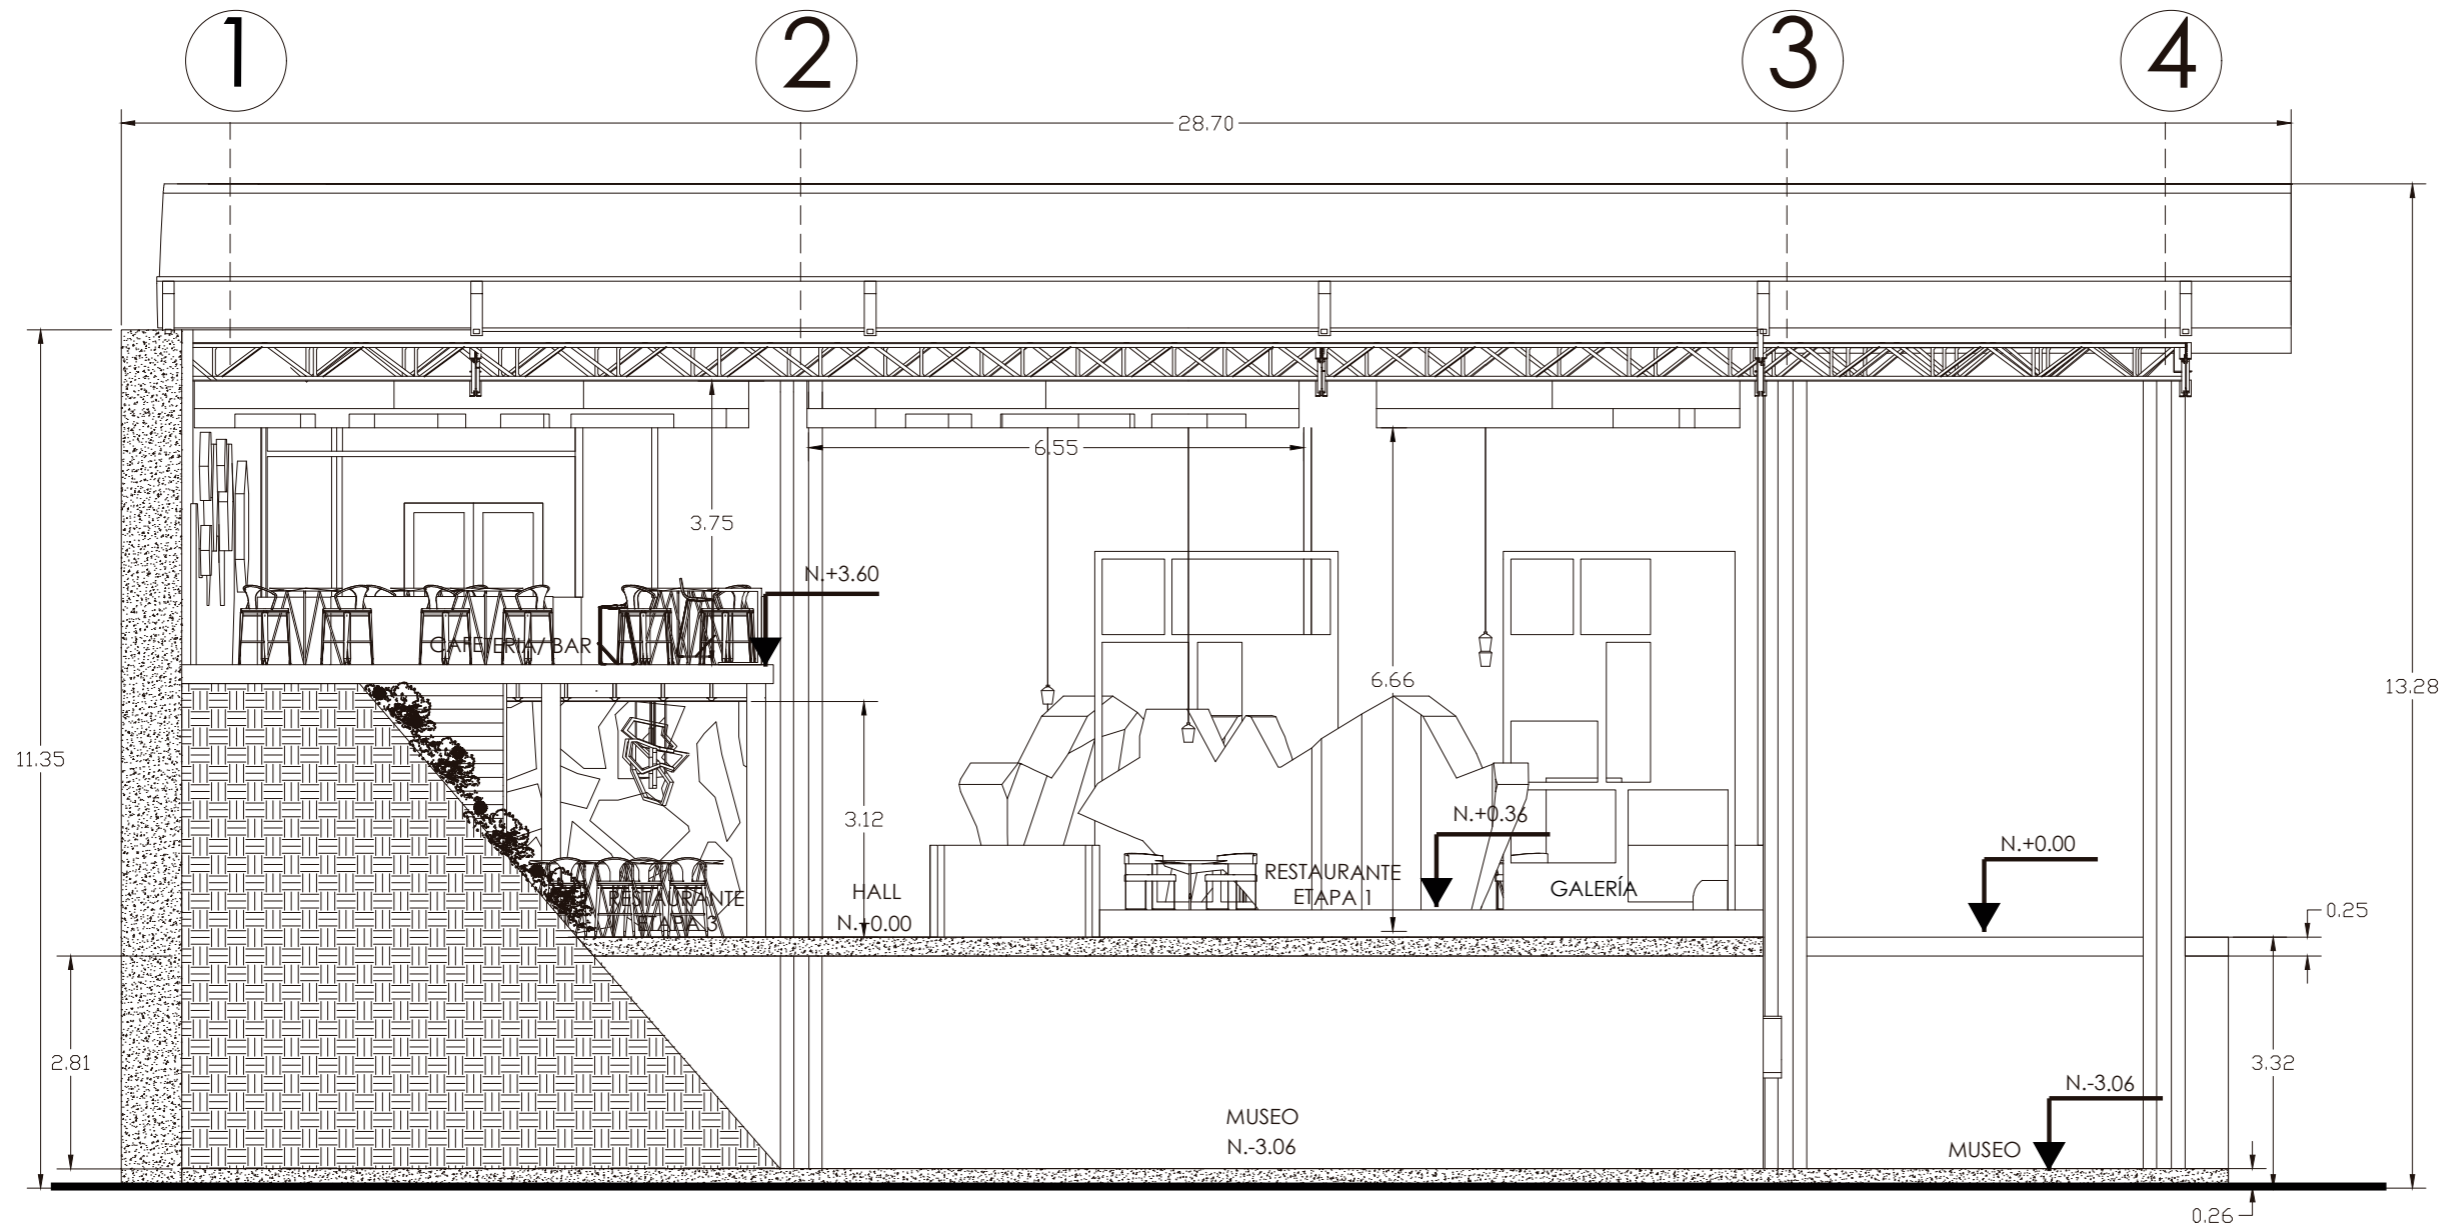 1 2 3 4
28.70
6.55
3.75
N.+3.60
CAFETERIA/ BAR
6.66
13.28
11.35
3.12
N.+0.36
N.+0.00
RESTAURANTE
ETAPA 1
GALERÍA
HALL
N.+0.00
RESTAURANTE
ETAPA 3
0.25
2.81
3.32
N.-3.06
MUSEO
N.-3.06
MUSEO
0.26